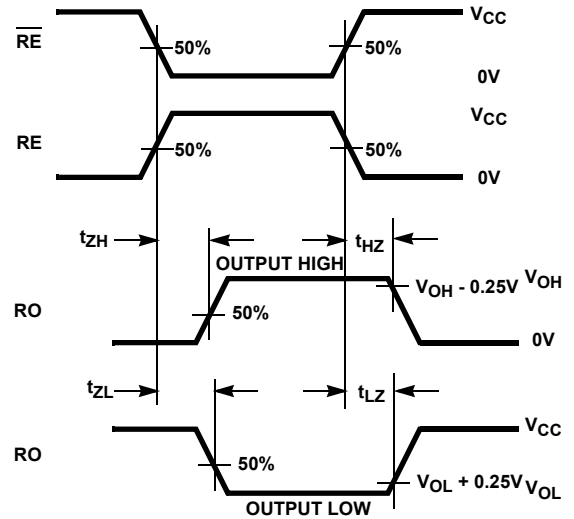 V_CC
R̅E̅
50%
50%
0V
V_CC
RE
50%
50%
0V
t_ZH
t_HZ
OUTPUT HIGH
V_OH - 0.25V
V_OH
RO
50%
0V
t_ZL
t_LZ
V_CC
RO
50%
V_OL + 0.25V
V_OL
OUTPUT LOW